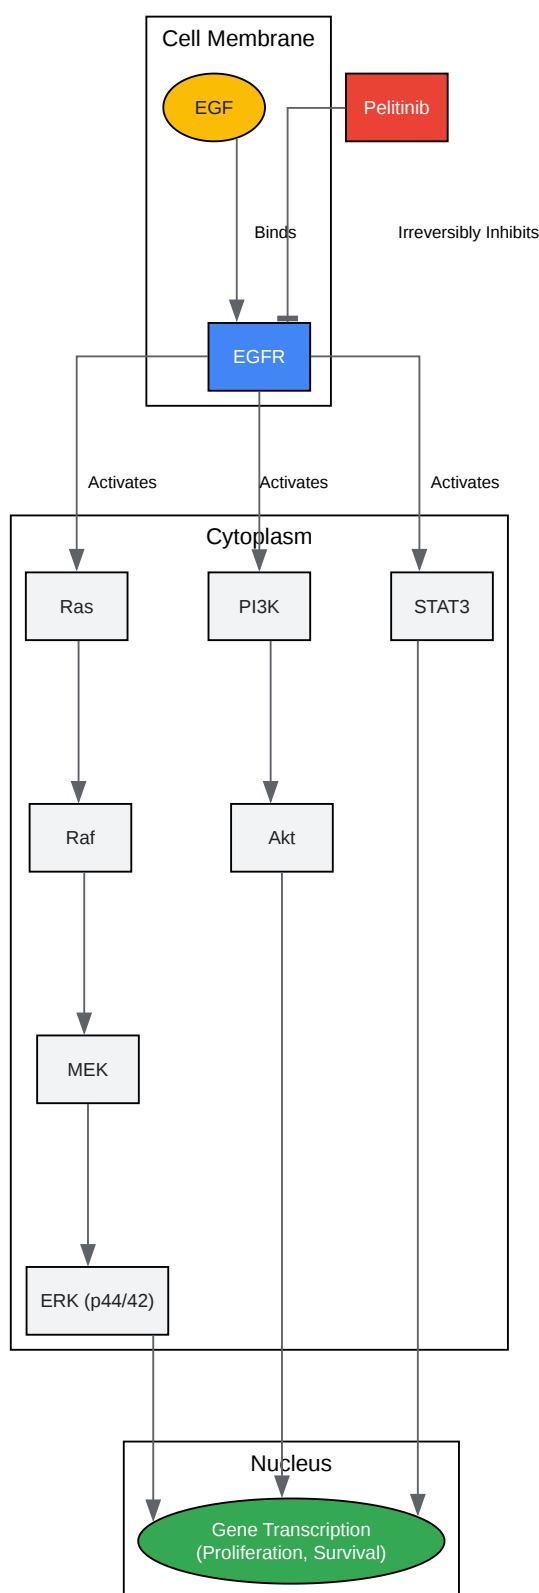 Cell Membrane
EGF
Pelitinib
Binds
Irreversibly Inhibits
EGFR
Activates
Activates
Activates
Cytoplasm
Ras
PI3K
STAT3
Raf
Akt
MEK
ERK (p44/42)
Nucleus
Gene Transcription
(Proliferation, Survival)